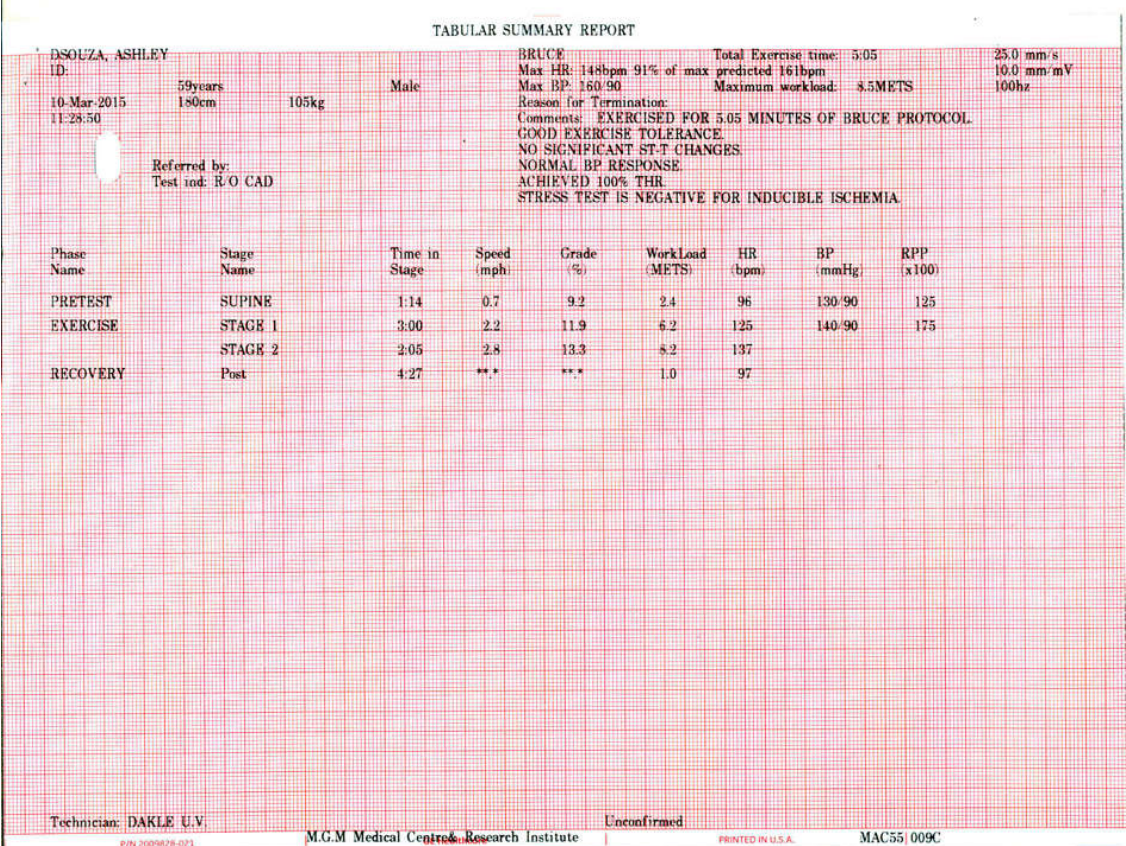 TABULAR SUMMARY REPORT
DSOUZA, ASHLEY BRUCE Total Exercise time: 5:05 25.0 mm/s
ID: Max HR: 148bpm 91% of max predicted 161bpm 10.0 mm/mV
59years Male Max BP: 160/90 Maximum workload: 8.5METS 100hz
10-Mar-2015 180cm 105kg Reason for Termination:
11:28:50 Comments: EXERCISED FOR 5.05 MINUTES OF BRUCE PROTOCOL.
GOOD EXERCISE TOLERANCE.
NO SIGNIFICANT ST-T CHANGES.
Referred by: NORMAL BP RESPONSE.
Test ind: R/O CAD ACHIEVED 100% THR.
STRESS TEST IS NEGATIVE FOR INDUCIBLE ISCHEMIA.
Phase Stage Time in Speed Grade WorkLoad HR BP RPP
Name Name Stage (mph) (%) (METS) (bpm) (mmHg) (x100)
PRETEST SUPINE 1:14 0.7 9.2 2.4 96 130/90 125
EXERCISE STAGE 1 3:00 2.2 11.9 6.2 125 140/90 175
STAGE 2 2:05 2.8 13.3 8.2 137
RECOVERY Post 4:27 **.* **.* 1.0 97
Technician: DAKLE U.V. Unconfirmed
M.G.M Medical Centre& Research Institute PRINTED IN U.S.A. MAC55 009C
P/N 2009828-021